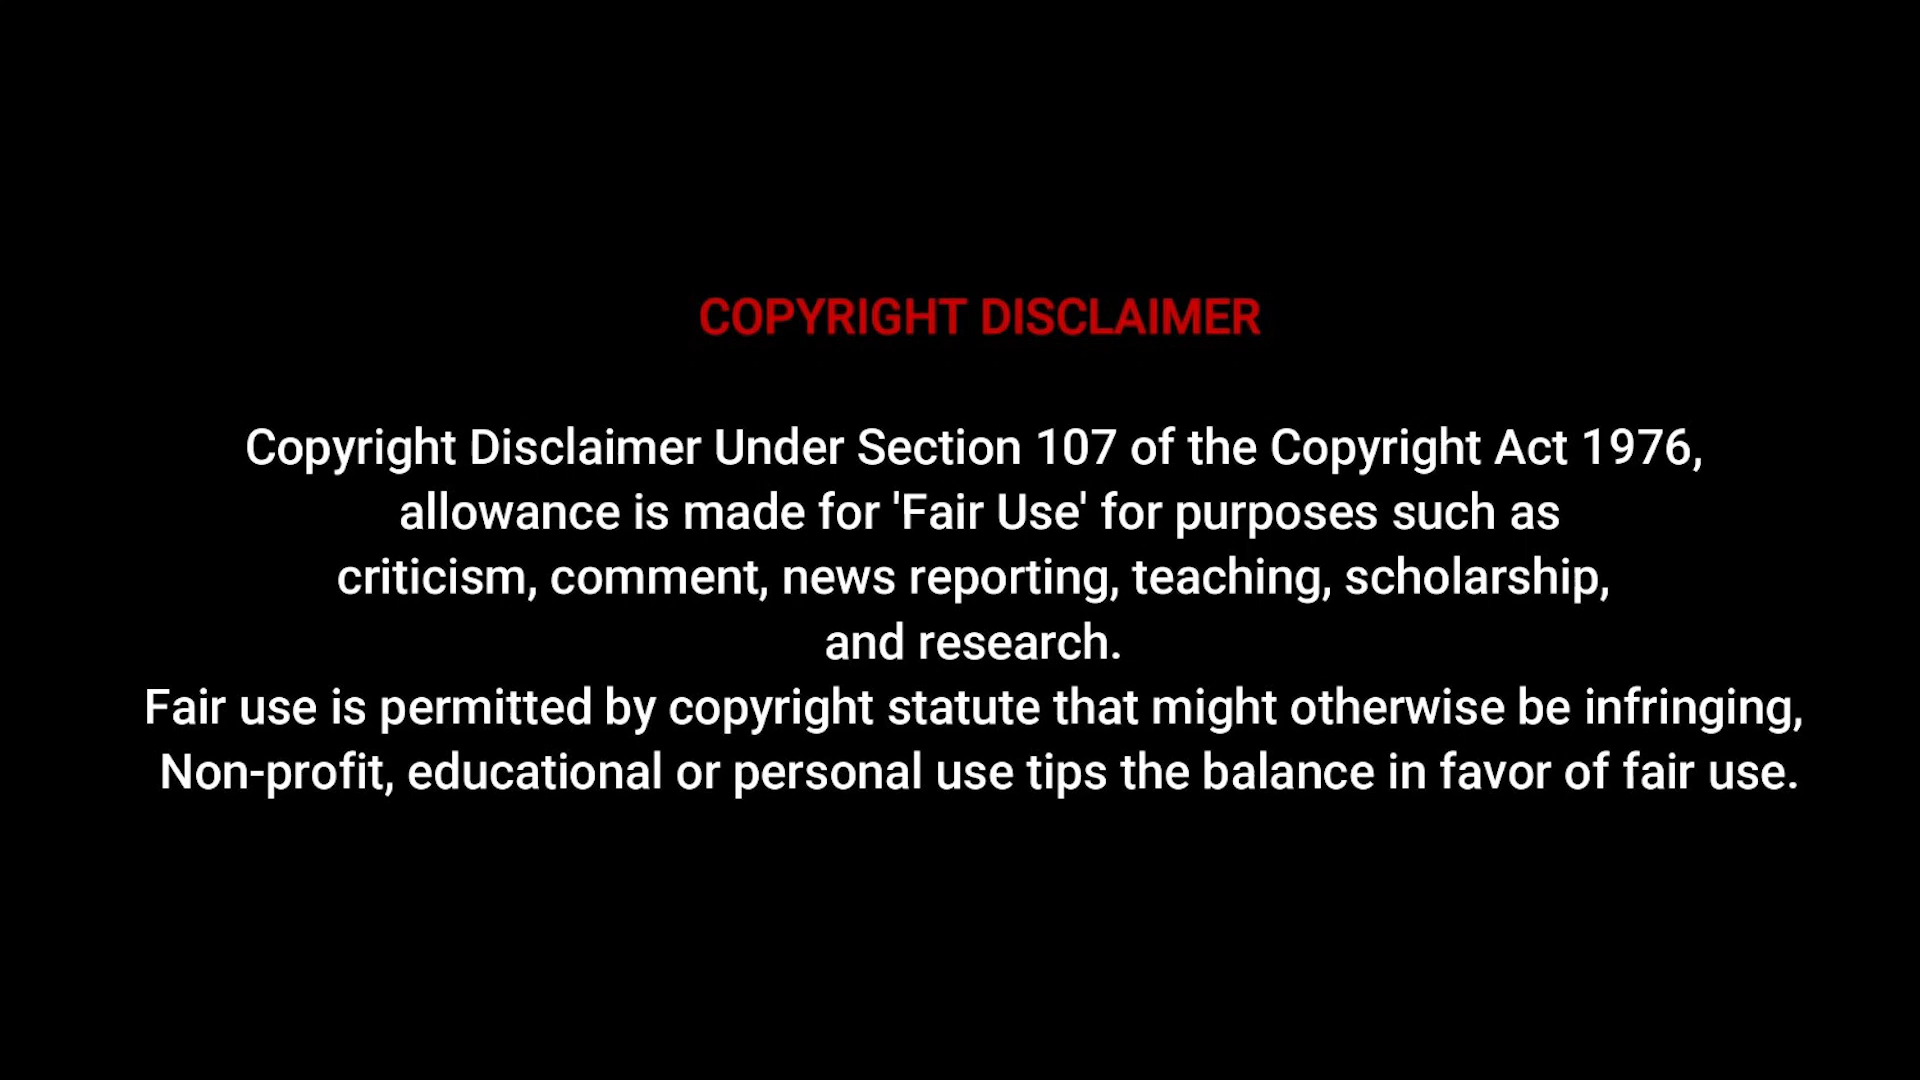 COPYRIGHT DISCLAIMER
Copyright Disclaimer Under Section 107 of the Copyright Act 1976,
allowance is made for 'Fair Use' for purposes such as
criticism, comment, news reporting, teaching, scholarship,
and research.
Fair use is permitted by copyright statute that might otherwise be infringing,
Non-profit, educational or personal use tips the balance in favor of fair use.